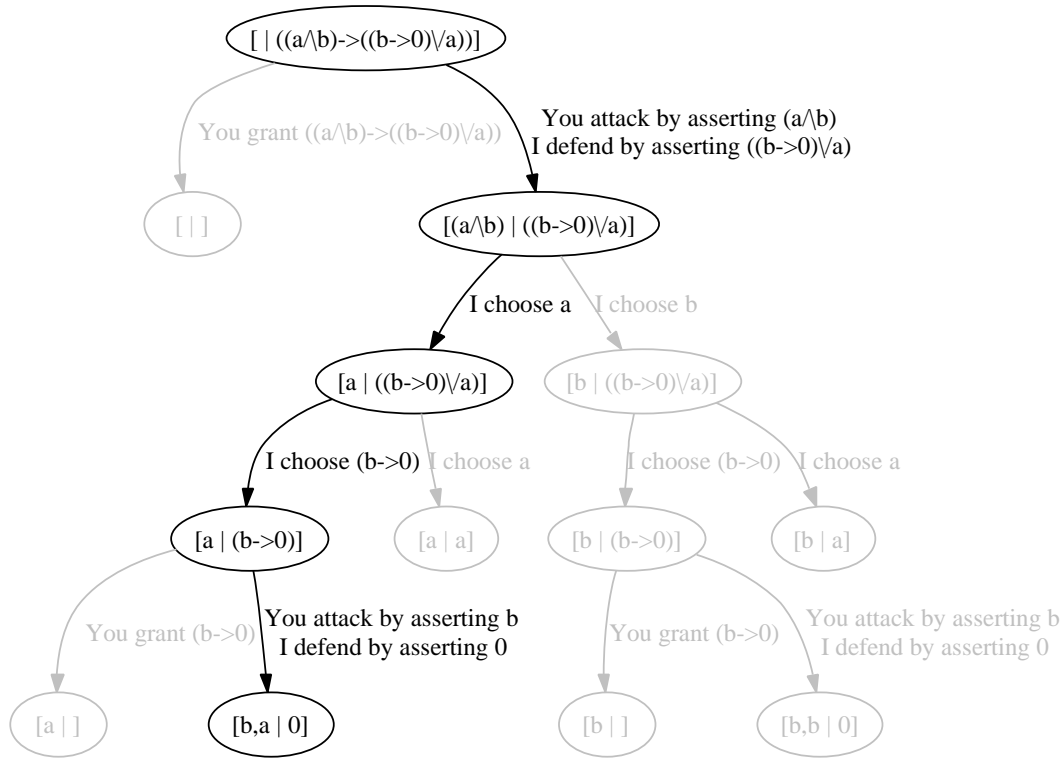 [ | ((a/\b)->((b->0)\/a))]
You grant ((a/\b)->((b->0)\/a))
You attack by asserting (a/\b)
I defend by asserting ((b->0)\/a)
[ | ]
[(a/\b) | ((b->0)\/a)]
I choose a
I choose b
[a | ((b->0)\/a)]
[b | ((b->0)\/a)]
I choose (b->0)
I choose a
I choose (b->0)
I choose a
[a | (b->0)]
[a | a]
[b | (b->0)]
[b | a]
You grant (b->0)
You attack by asserting b
I defend by asserting 0
You grant (b->0)
You attack by asserting b
I defend by asserting 0
[a | ]
[b,a | 0]
[b | ]
[b,b | 0]